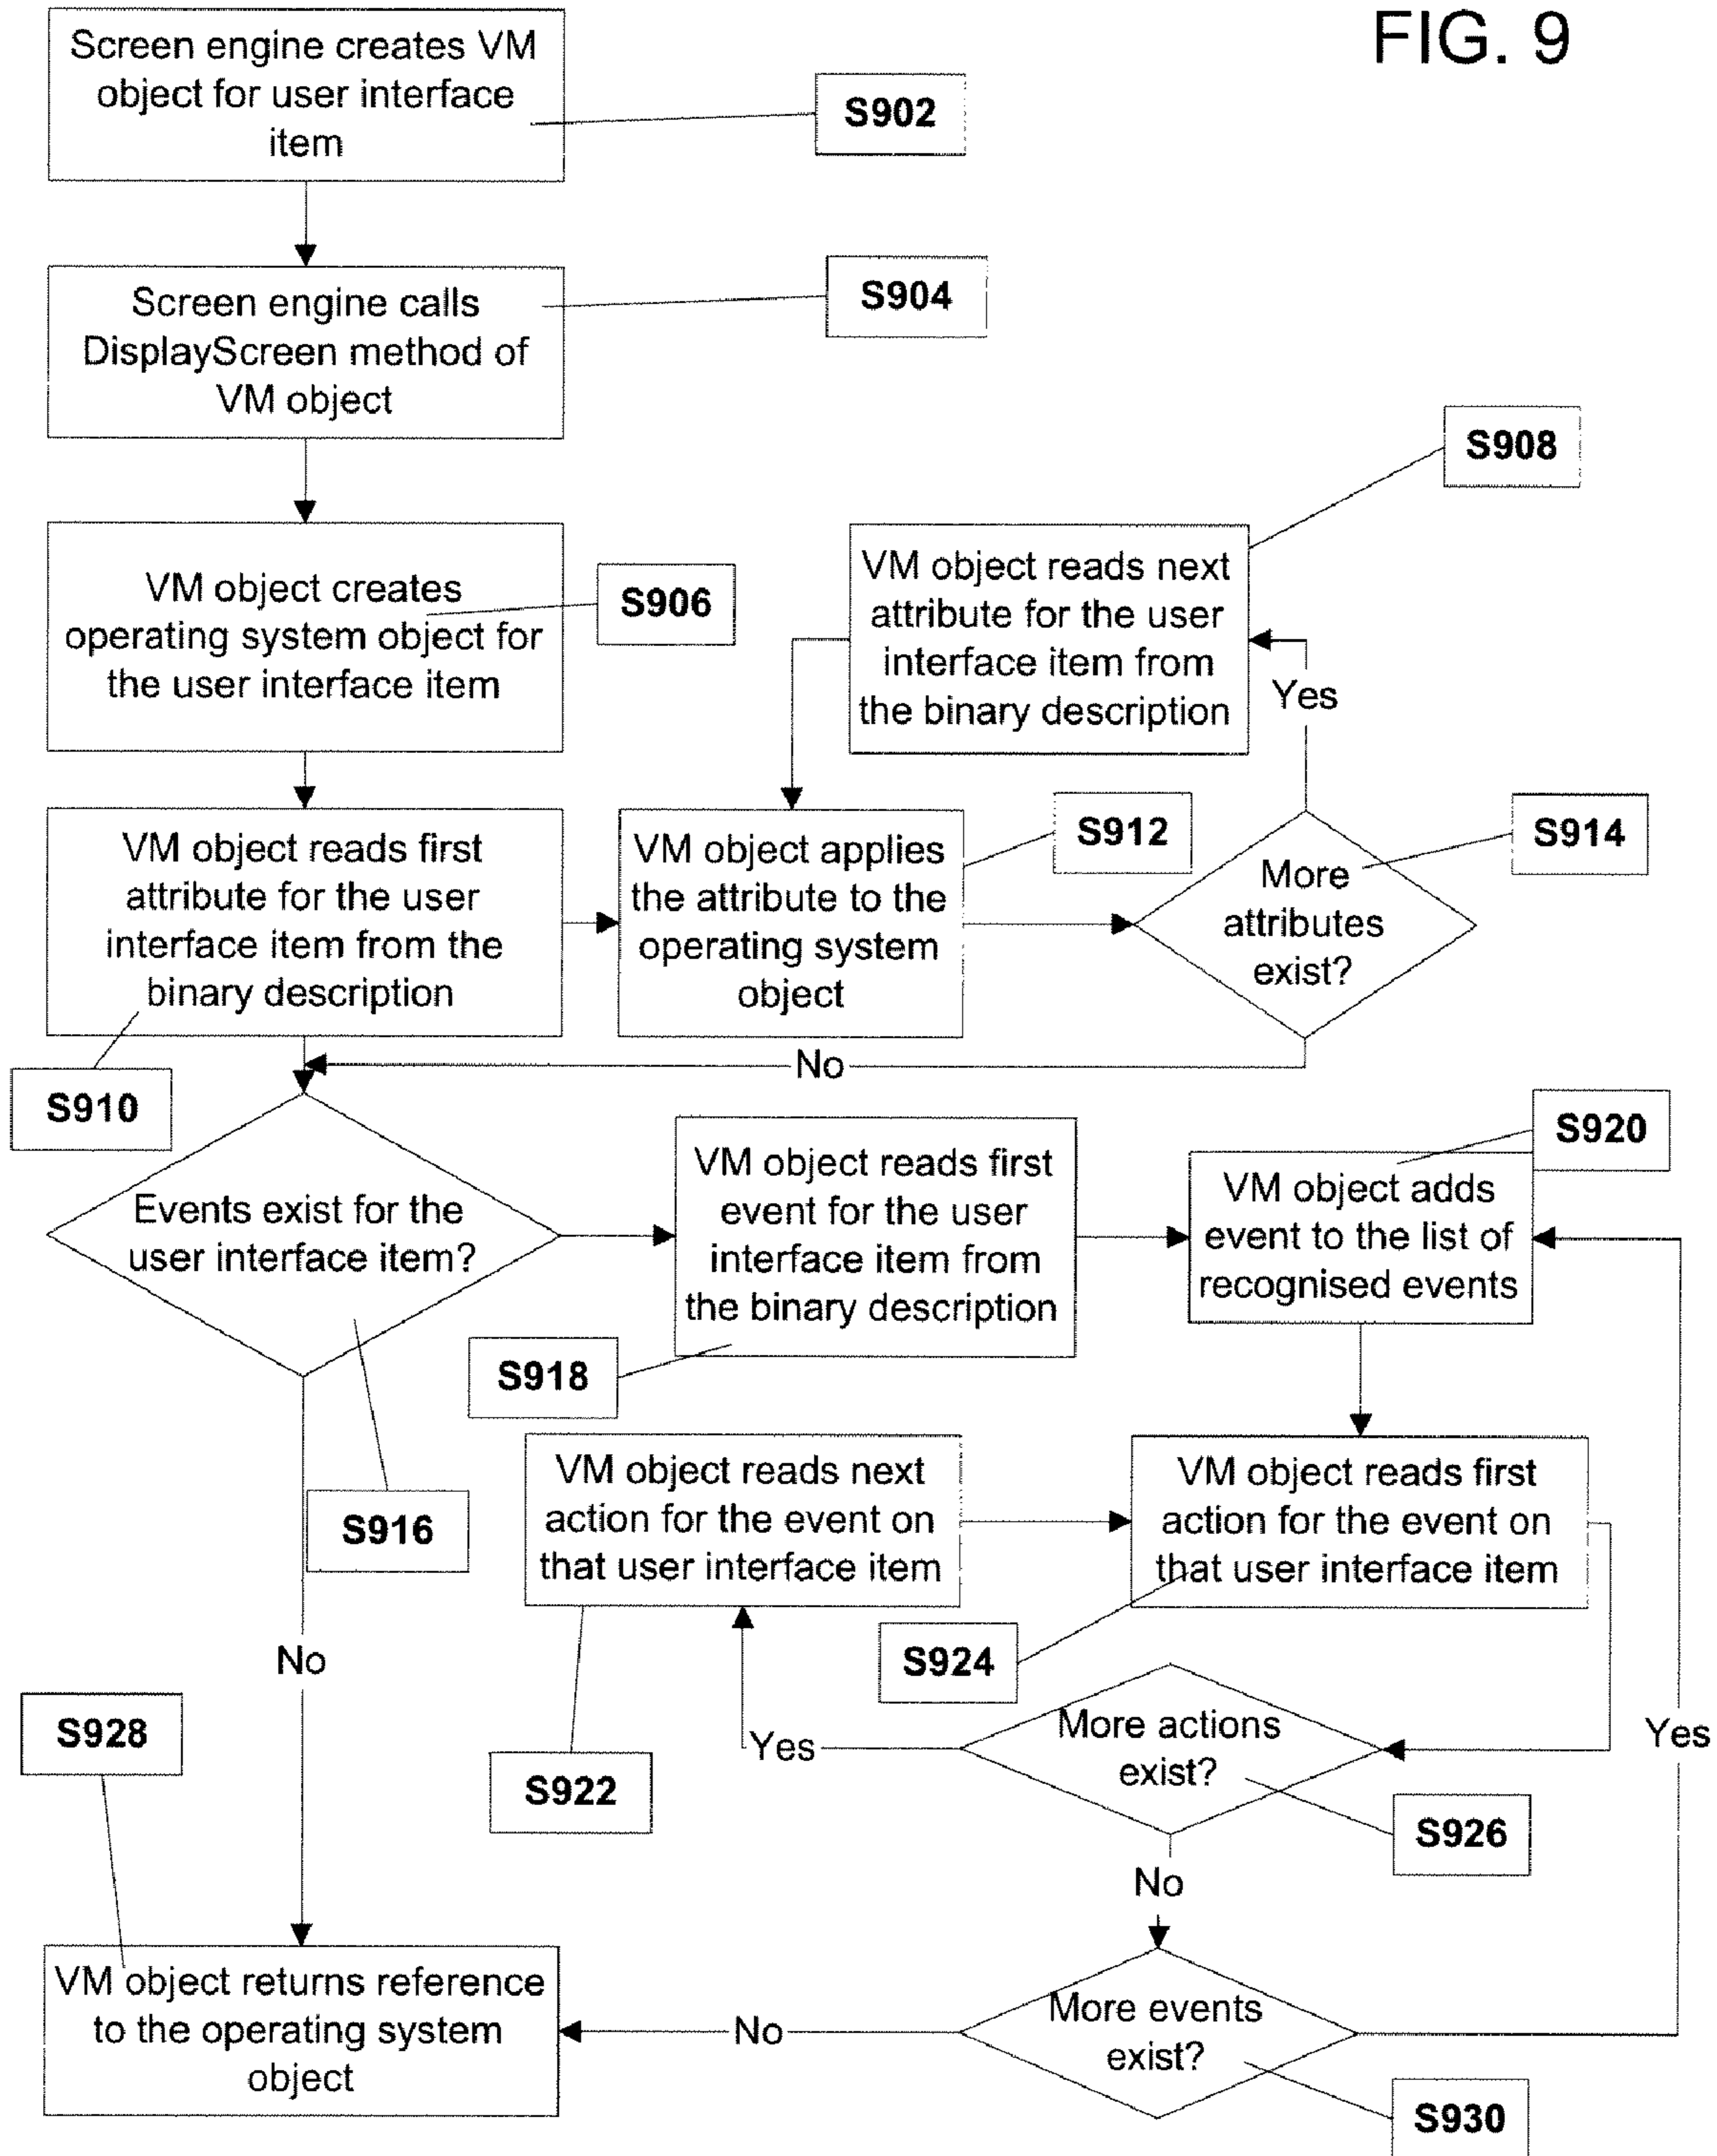 FIG. 9
Screen engine creates VM
object for user interface
item
S902
Screen engine calls
DisplayScreen method of
VM object
S904
VM object creates
operating system object for
the user interface item
S906
VM object reads next
attribute for the user
interface item from
the binary description
S908
Yes
VM object reads first
attribute for the user
interface item from the
binary description
S910
VM object applies
the attribute to the
operating system
object
S912
More
attributes
exist?
S914
No
Events exist for the
user interface item?
S916
VM object reads first
event for the user
interface item from
the binary description
S918
VM object adds
event to the list of
recognised events
S920
VM object reads next
action for the event on
that user interface item
S922
VM object reads first
action for the event on
that user interface item
S924
No
More actions
exist?
S926
Yes
Yes
No
S928
VM object returns reference
to the operating system
object
No
More events
exist?
S930